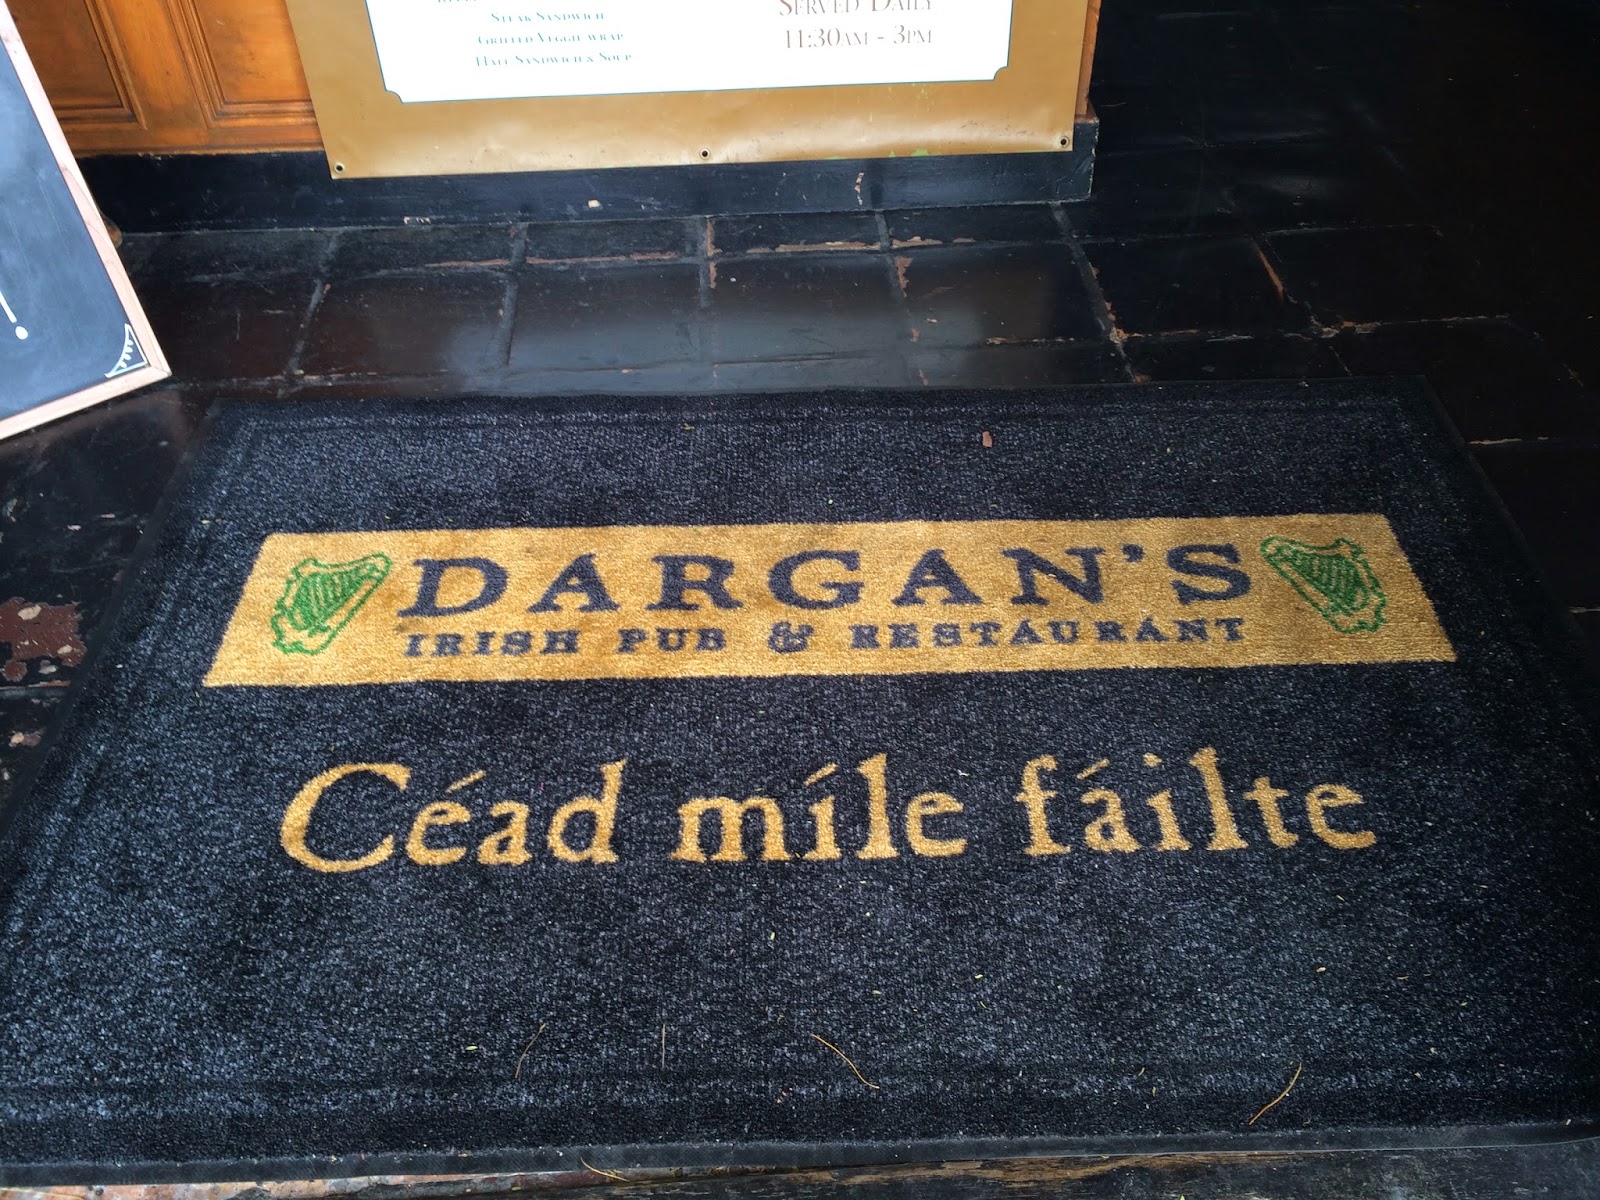 Steak Sandwich
Grilled Veggie wrap
Half Sandwich & Soup
Served Daily
11:30am - 3pm
DARGAN'S
IRISH PUB & RESTAURANT
Céad míle fáilte